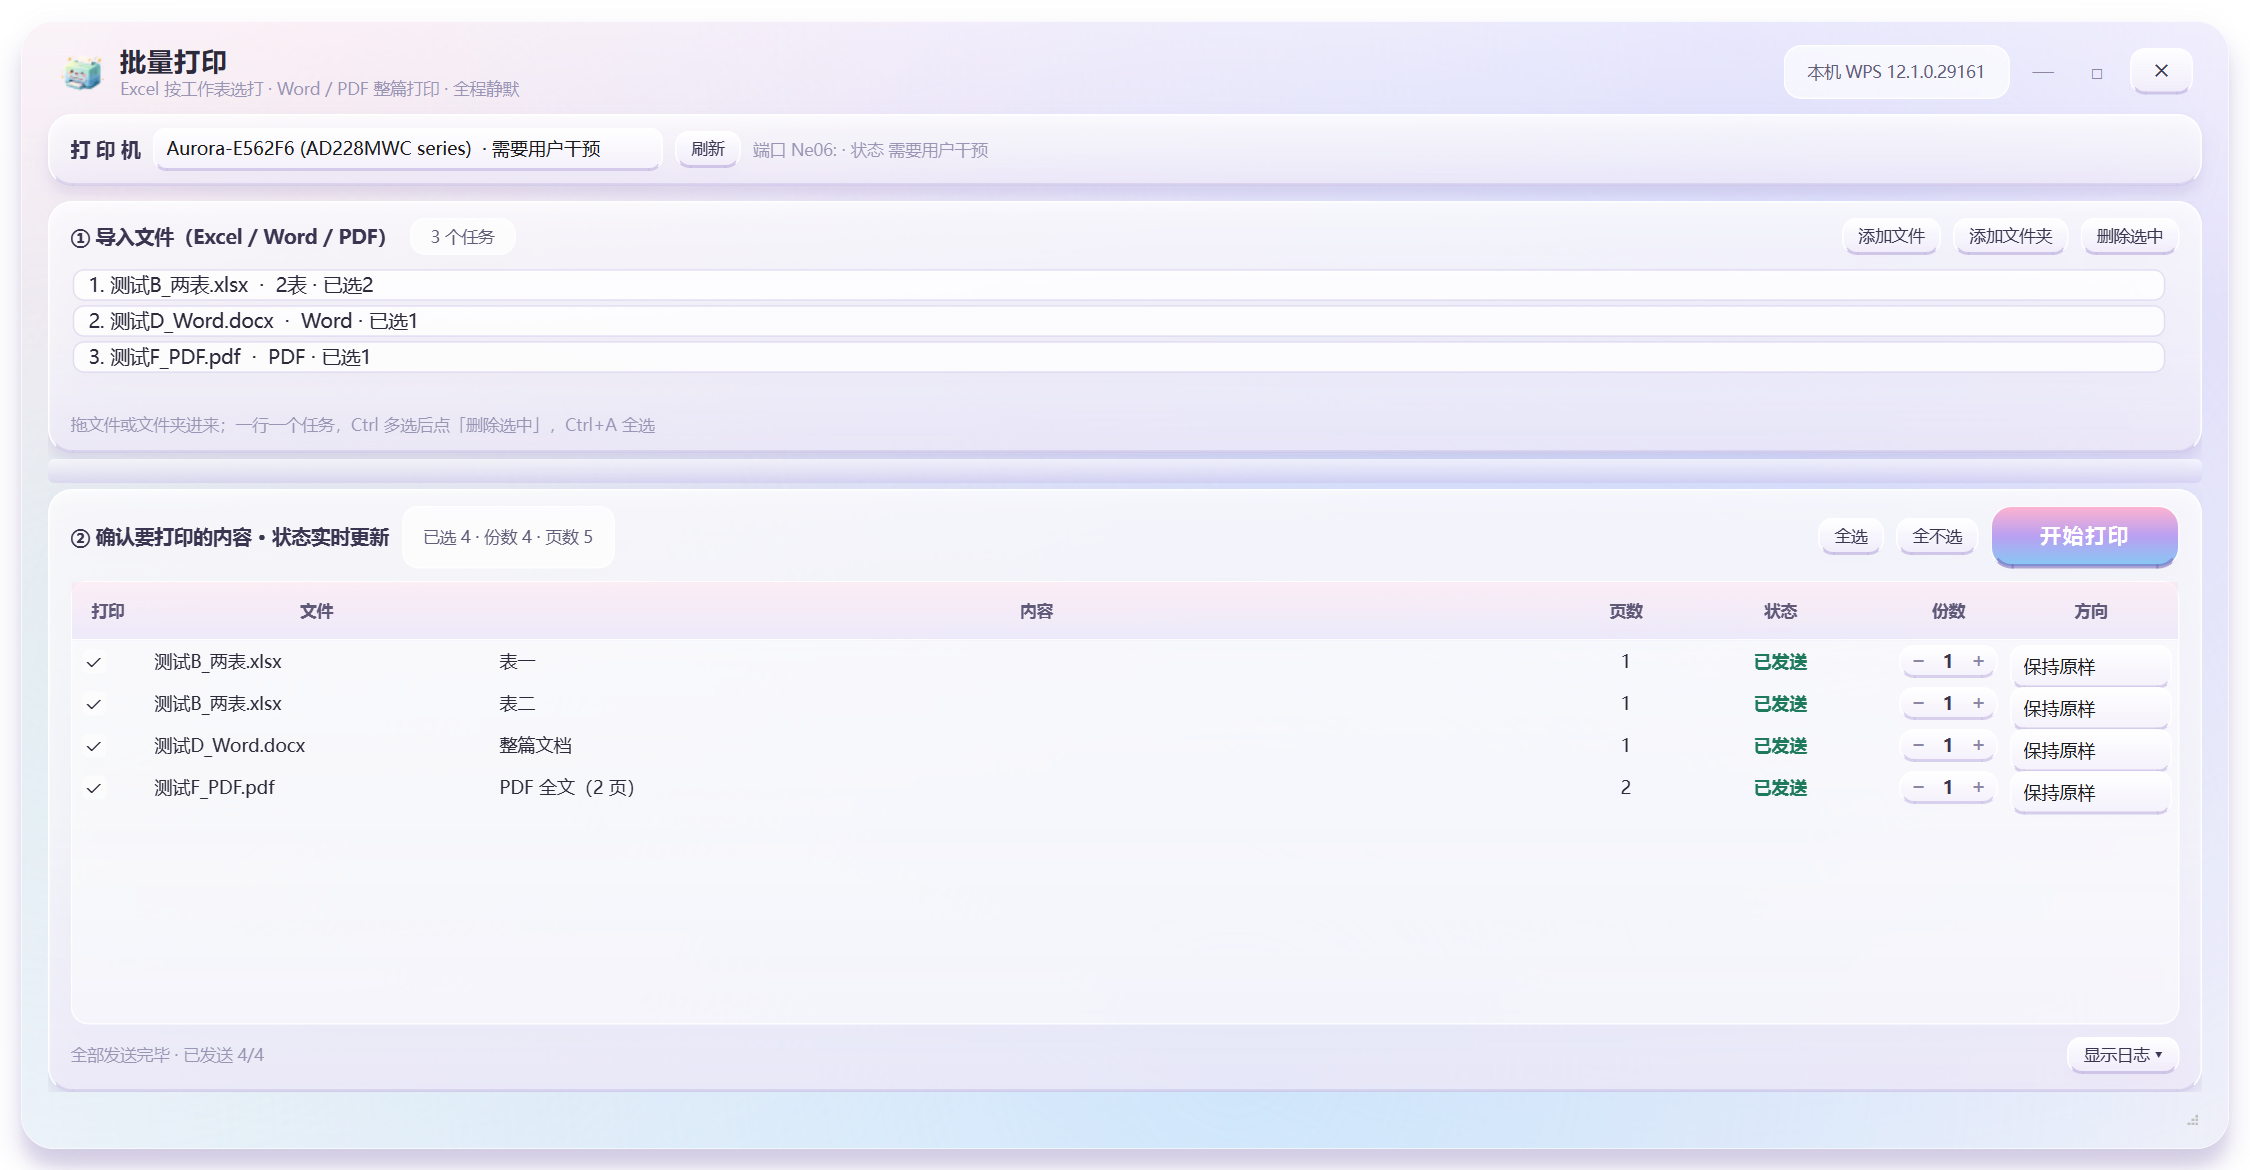 批量打印
Excel 按工作表选打 · Word / PDF 整篇打印 · 全程静默
本机 WPS 12.1.0.29161
打 印 机
Aurora-E562F6 (AD228MWC series) · 需要用户干预
刷新
端口 Ne06: · 状态 需要用户干预
① 导入文件（Excel / Word / PDF）
3 个任务
添加文件
添加文件夹
删除选中
1. 测试B_两表.xlsx · 2表 · 已选2
2. 测试D_Word.docx · Word · 已选1
3. 测试F_PDF.pdf · PDF · 已选1
拖文件或文件夹进来；一行一个任务，Ctrl 多选后点「删除选中」，Ctrl+A 全选
② 确认要打印的内容 • 状态实时更新
已选 4 · 份数 4 · 页数 5
全选
全不选
开始打印
打印 文件 内容 页数 状态 份数 方向
测试B_两表.xlsx 表一 1 已发送 − 1 + 保持原样
测试B_两表.xlsx 表二 1 已发送 − 1 + 保持原样
测试D_Word.docx 整篇文档 1 已发送 − 1 + 保持原样
测试F_PDF.pdf PDF 全文（2 页） 2 已发送 − 1 + 保持原样
全部发送完毕 · 已发送 4/4
显示日志 ▾